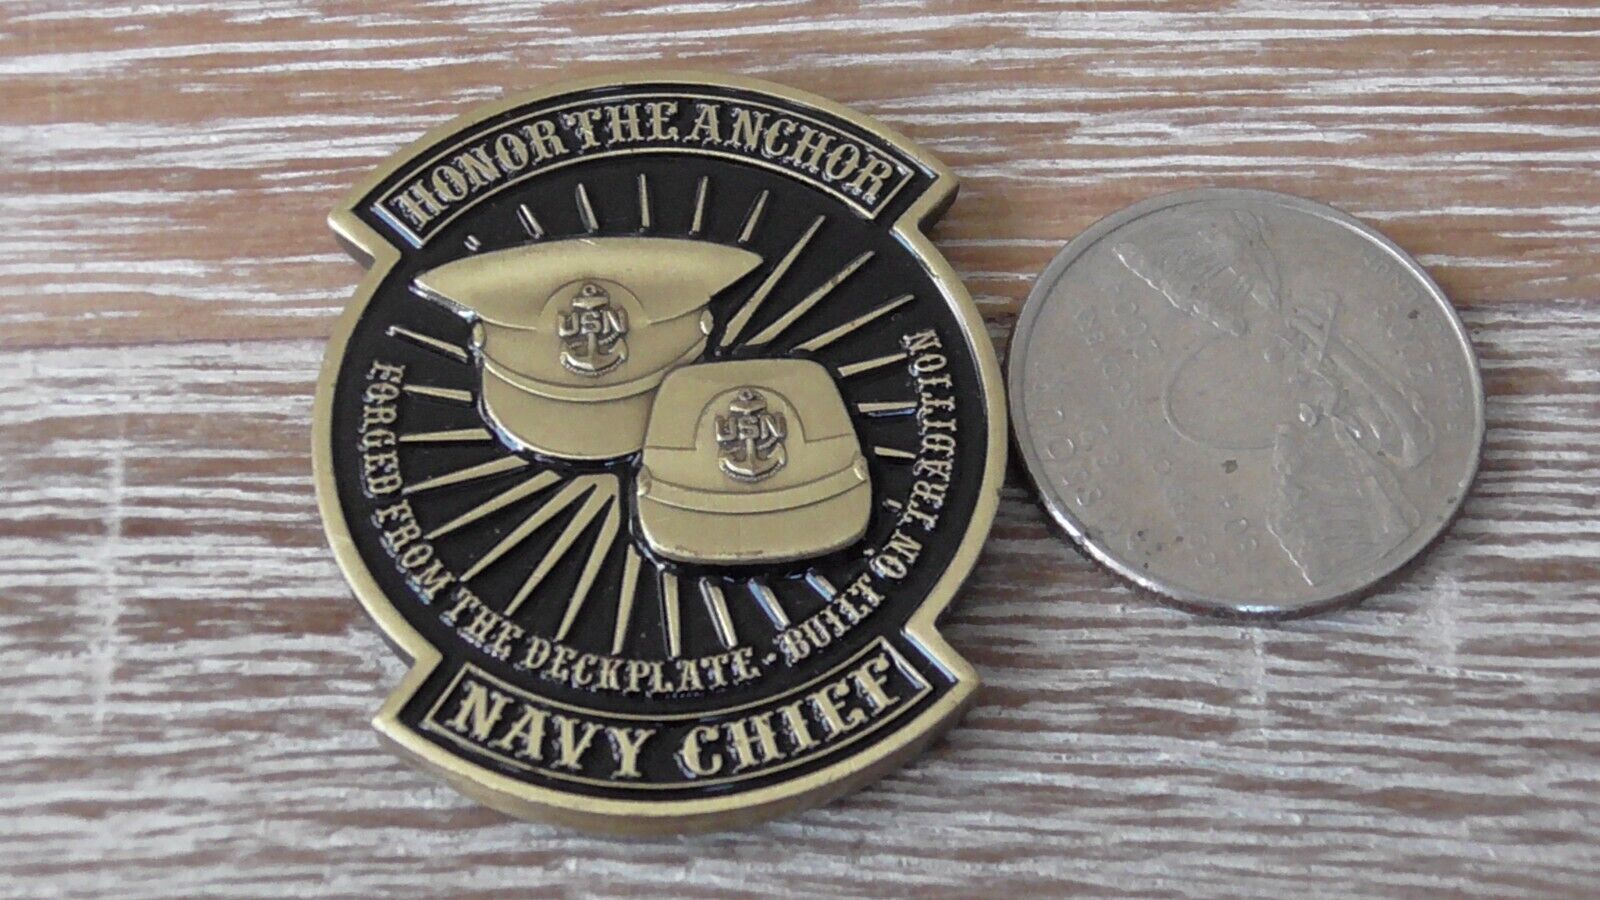 HONOR THE ANCHOR
USN
USN
FORGED FROM THE DECKPLATE - BUILT ON TRADITION
NAVY CHIEF